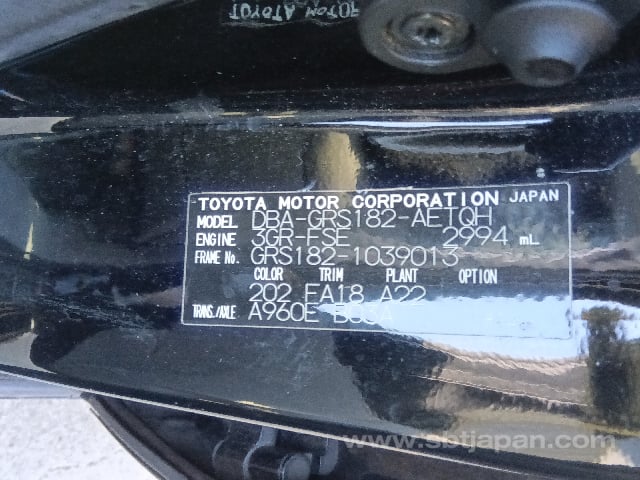 TOYOTA MOTOR CORPORATION JAPAN
MODEL DBA-GRS182-AETQH
ENGINE 3GR-FSE 2994 mL
FRAME No. GRS182-1039013
COLOR TRIM PLANT OPTION
202 FA18 A22
TRANS./AXLE A960E B03A
www.sbtjapan.com